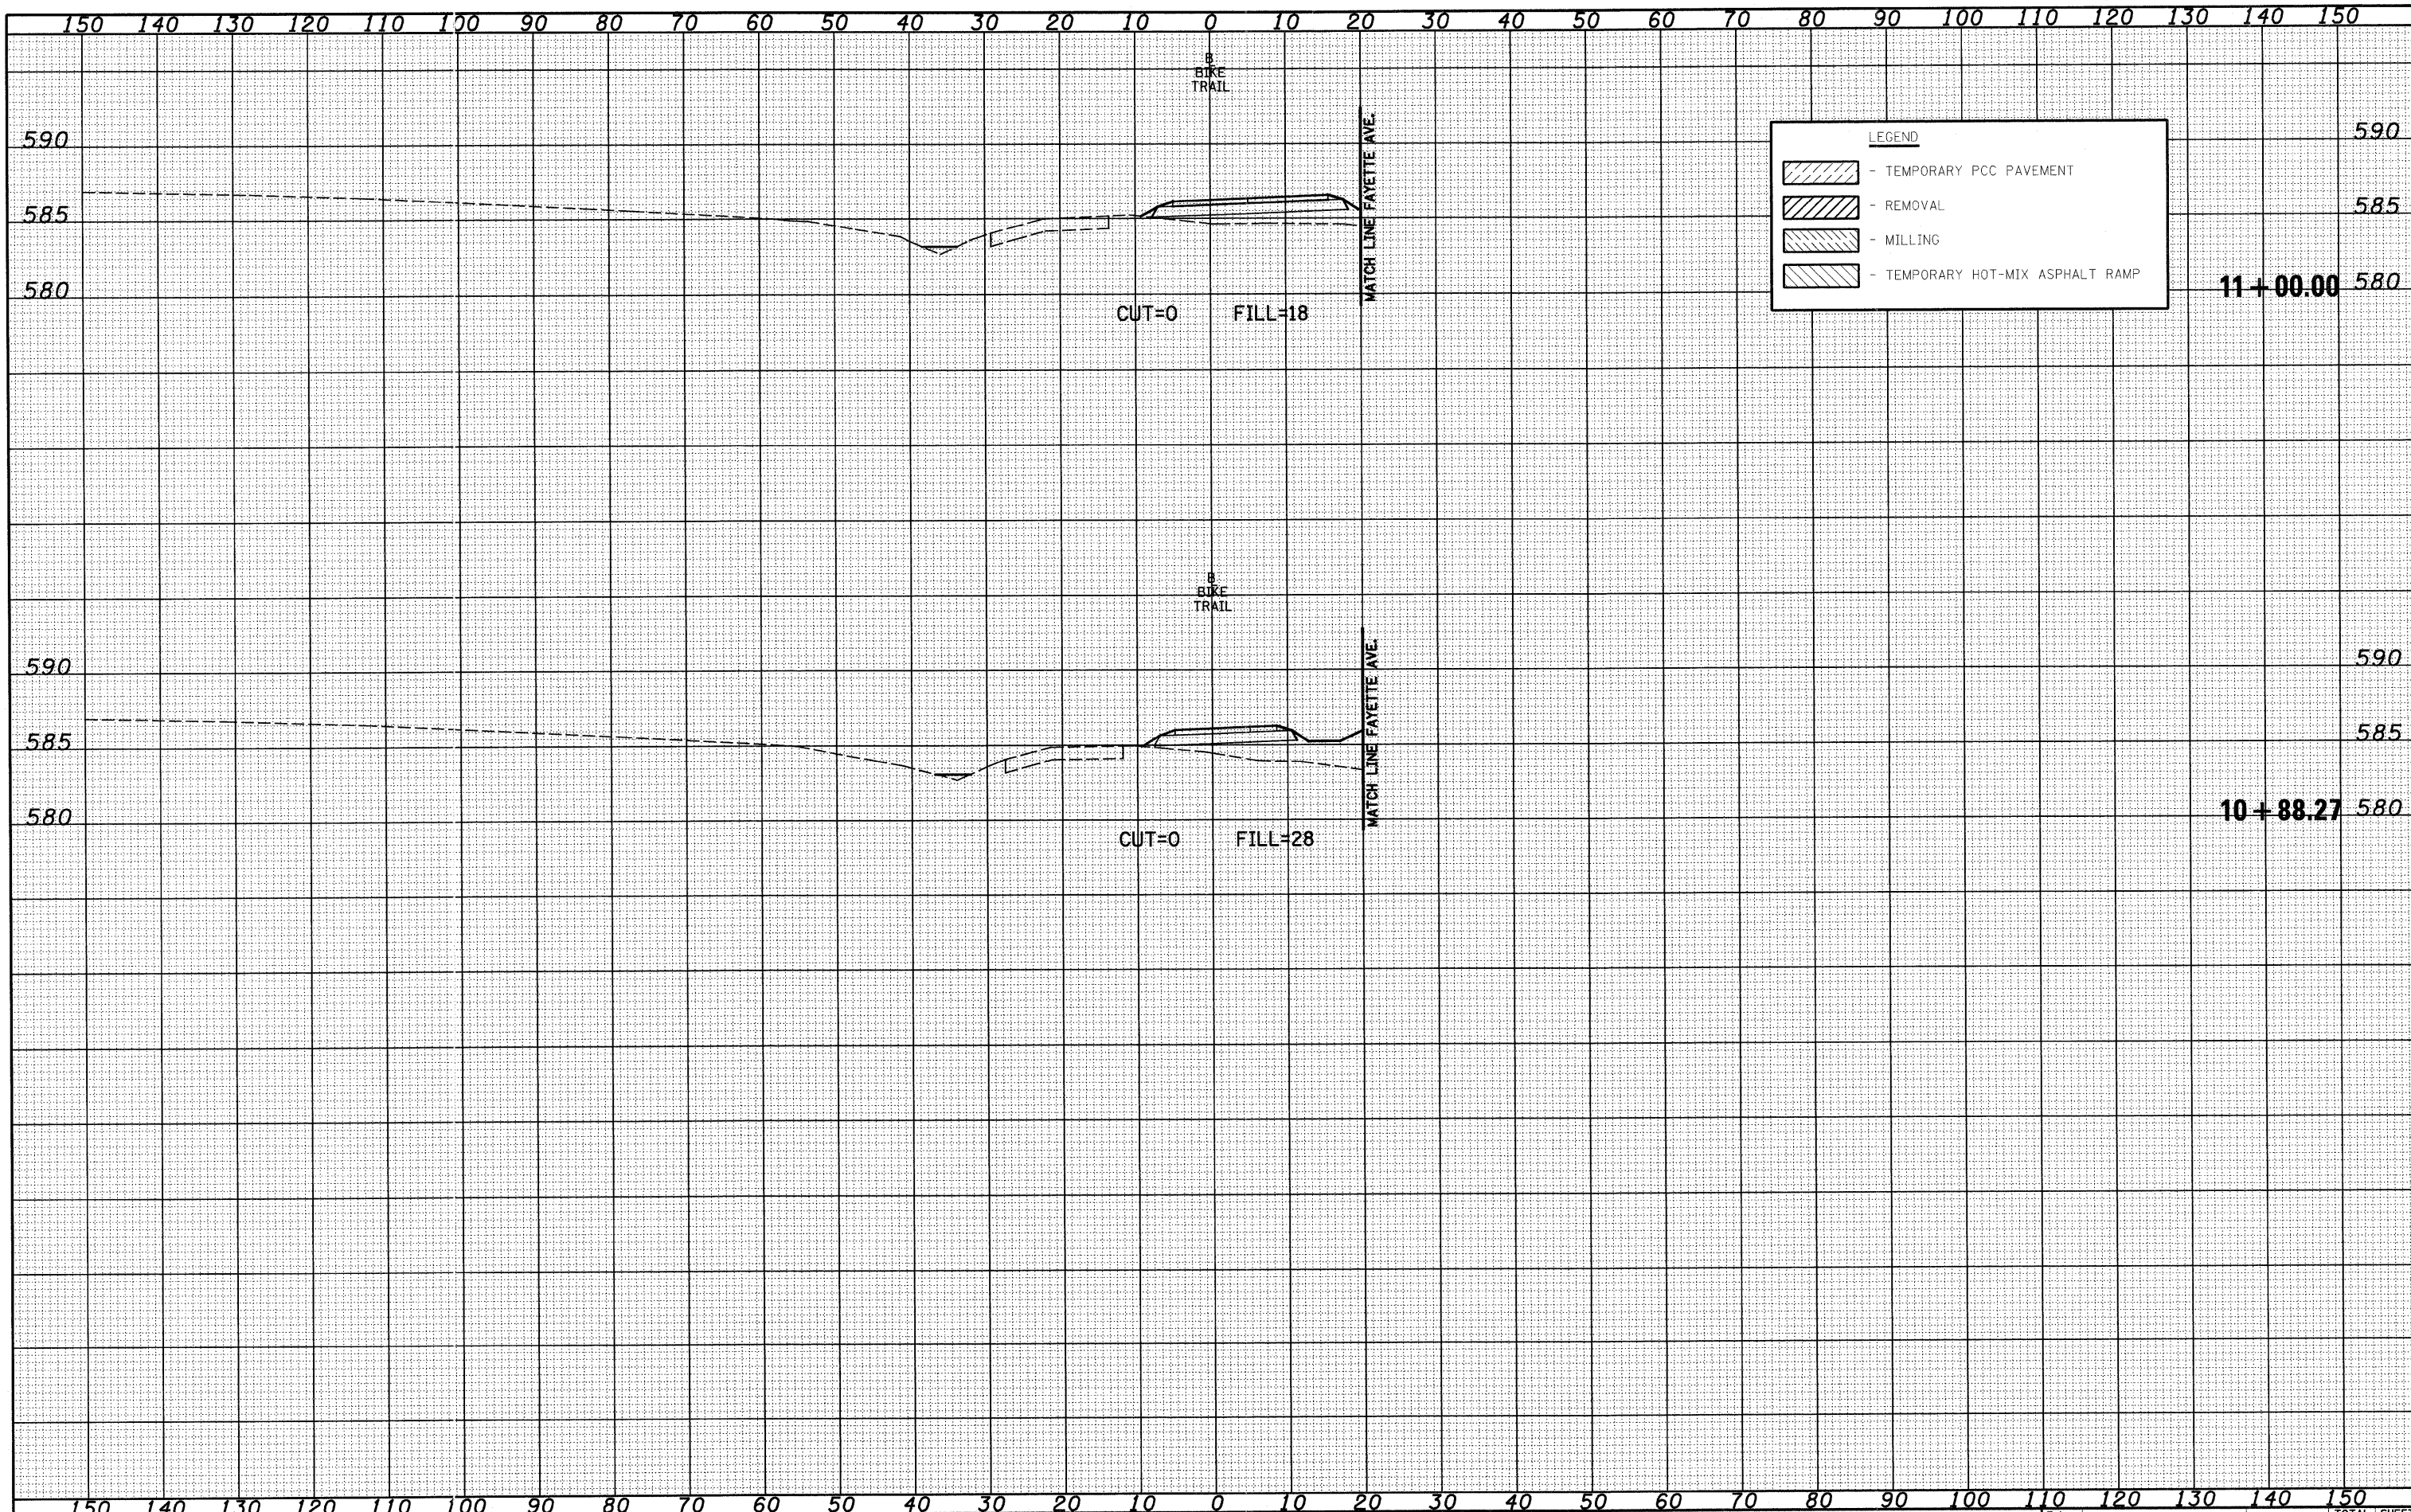 150 140 130 120 110 100 90 80 70 60 50 40 30 20 10 0 10 20 30 40 50 60 70 80 90 100 110 120 130 140 150
B
BIKE
TRAIL
MATCH LINE FAYETTE AVE.
LEGEND
- TEMPORARY PCC PAVEMENT
- REMOVAL
- MILLING
- TEMPORARY HOT-MIX ASPHALT RAMP
590 590
585 585
580 11+00.00 580
CUT=0 FILL=18
B
BIKE
TRAIL
MATCH LINE FAYETTE AVE.
590 590
585 585
580 10+88.27 580
CUT=0 FILL=28
150 140 130 120 110 100 90 80 70 60 50 40 30 20 10 0 10 20 30 40 50 60 70 80 90 100 110 120 130 140 150
TOTAL SHEET